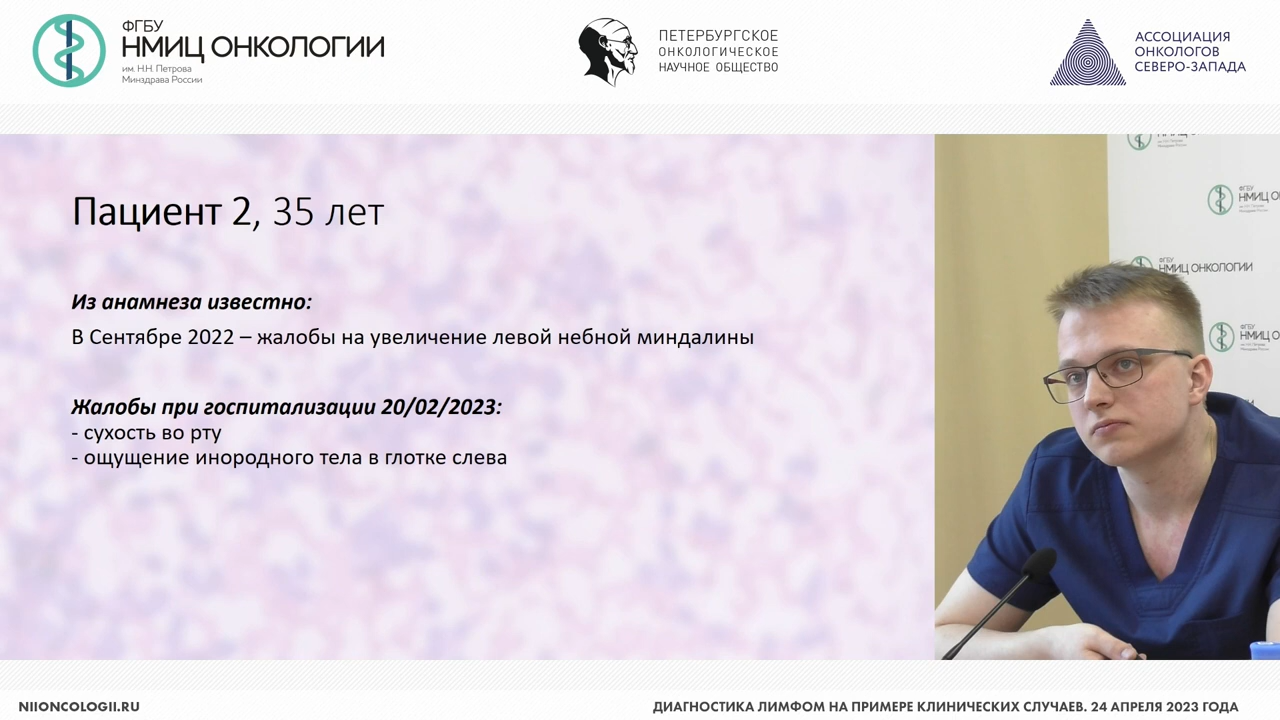 ФГБУ
НМИЦ ОНКОЛОГИИ
им. Н.Н. Петрова
Минздрава России
ПЕТЕРБУРГСКОЕ
ОНКОЛОГИЧЕСКОЕ
НАУЧНОЕ ОБЩЕСТВО
АССОЦИАЦИЯ
ОНКОЛОГОВ
СЕВЕРО-ЗАПАДА
Пациент 2, 35 лет
Из анамнеза известно:
В Сентябре 2022 – жалобы на увеличение левой небной миндалины
Жалобы при госпитализации 20/02/2023:
- сухость во рту
- ощущение инородного тела в глотке слева
ФГБУ
НМИЦ ОНКОЛОГИИ
NIIONCOLOGII.RU
ДИАГНОСТИКА ЛИМФОМ НА ПРИМЕРЕ КЛИНИЧЕСКИХ СЛУЧАЕВ. 24 АПРЕЛЯ 2023 ГОДА